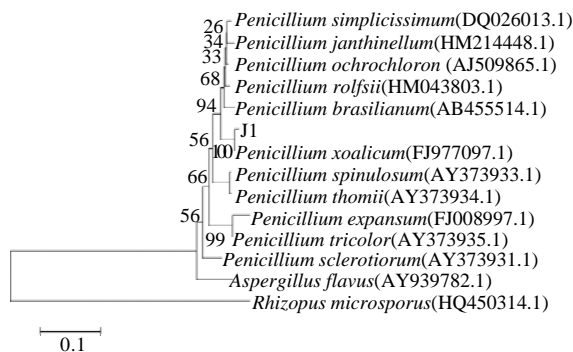 26
Penicillium simplicissimum(DQ026013.1)
34
Penicillium janthinellum(HM214448.1)
33
Penicillium ochrochloron (AJ509865.1)
68
Penicillium rolfsii(HM043803.1)
94
Penicillium brasilianum(AB455514.1)
J1
56
100
Penicillium xoalicum(FJ977097.1)
Penicillium spinulosum(AY373933.1)
66
Penicillium thomii(AY373934.1)
56
Penicillium expansum(FJ008997.1)
99
Penicillium tricolor(AY373935.1)
Penicillium sclerotiorum(AY373931.1)
Aspergillus flavus(AY939782.1)
Rhizopus microsporus(HQ450314.1)
0.1